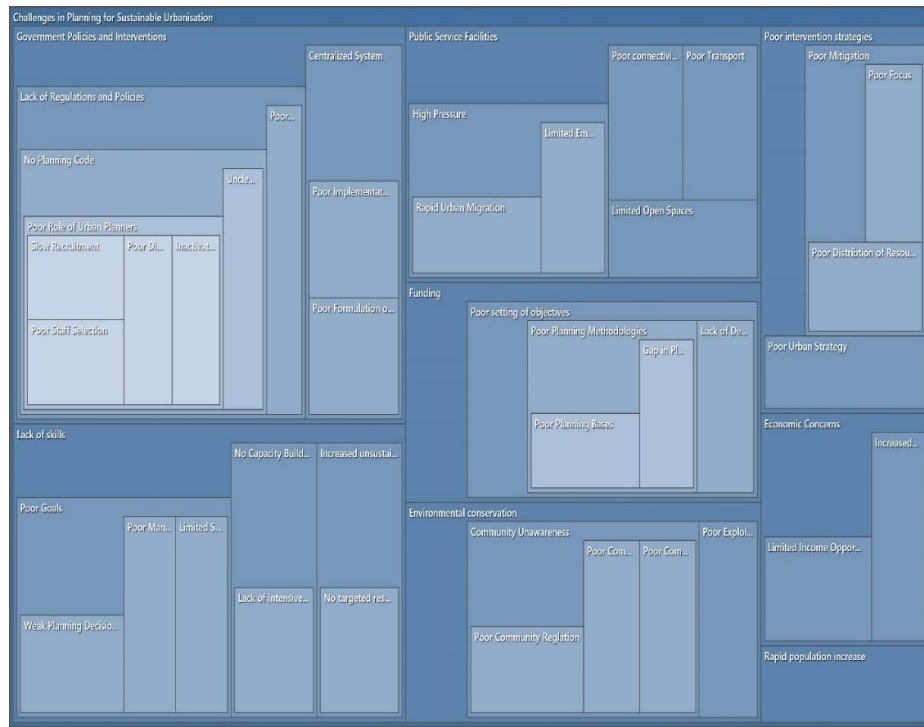 Challenges in Planning for Sustainable Urbanisation
Government Policies and Interventions
Centralized System
Lack of Regulations and Policies
Poor...
No Planning Code
Uncle...
Poor Role of Urban Planners
Slow Recruitment
Poor Di...
Inactivat...
Poor Staff Selection
Poor Implementat...
Poor Formulation o...
Lack of skills
No Capacity Build...
Increased unsustai...
Poor Goals
Poor Man...
Limited S...
Weak Planning Decisio...
Lack of Intensive...
No targeted res...
Public Service Facilities
Poor connectivi...
Poor Transport
High Pressure
Limited Em...
Rapid Urban Migration
Limited Open Spaces
Funding
Poor setting of objectives
Poor Planning Methodologies
Lack of De...
Gap in Pl...
Poor Planning Bases
Environmental conservation
Community Unawareness
Poor Exploi...
Poor Com...
Poor Com...
Poor Community Reglation
Poor intervention strategies
Poor Mitigation
Poor Focus
Poor Distribtion of Resou...
Poor Urban Strategy
Economic Concerns
Increased...
Limited Income Oppor...
Rapid population increase